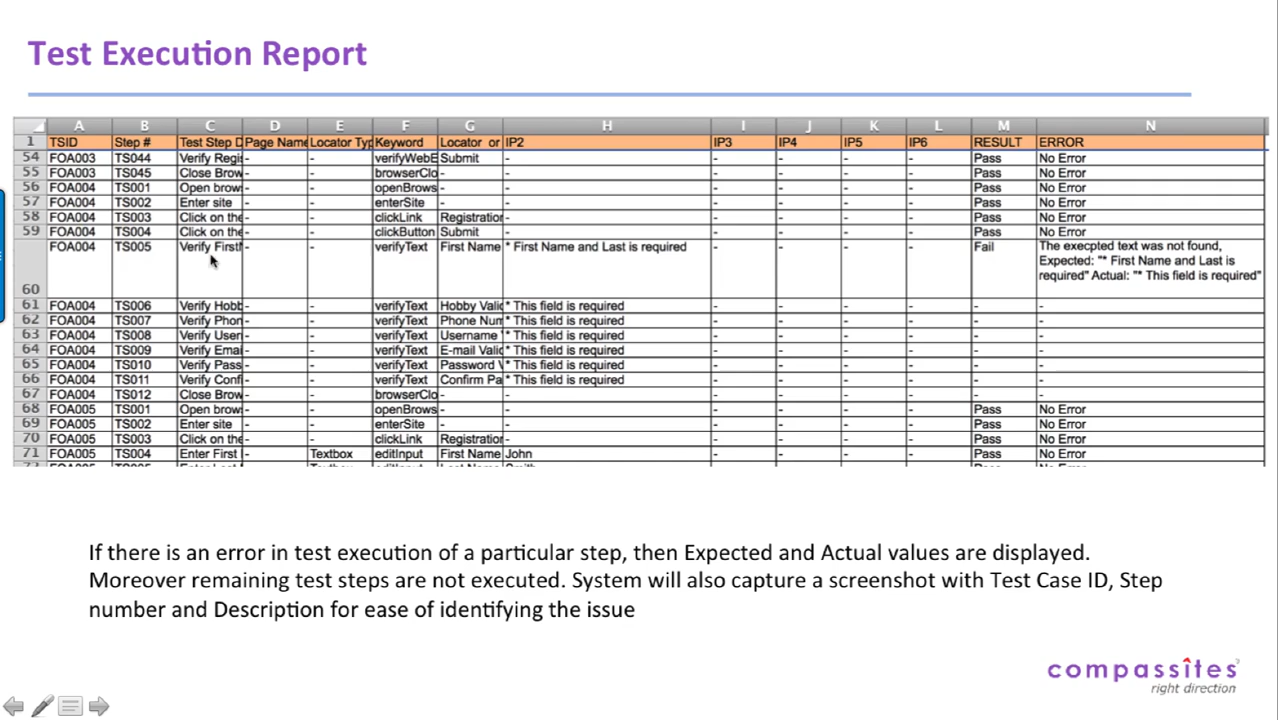 Test Execution Report
A B C D E F G H I J K L M N
1 TSID Step # Test Step D Page Name Locator Typ Keyword Locator or IP2 IP3 IP4 IP5 IP6 RESULT ERROR
54 FOA003 TS044 Verify Regi - - verifyWebE Submit - - - - - Pass No Error
55 FOA003 TS045 Close Brow - - browserClo - - - - - - Pass No Error
56 FOA004 TS001 Open brow - - openBrows - - - - - - Pass No Error
57 FOA004 TS002 Enter site - - enterSite - - - - - - Pass No Error
58 FOA004 TS003 Click on the - - clickLink Registration - - - - - Pass No Error
59 FOA004 TS004 Click on the - - clickButton Submit - - - - - Pass No Error
60 FOA004 TS005 Verify First - - verifyText First Name * First Name and Last is required - - - - Fail The execpted text was not found,
Expected: "* First Name and Last is
required" Actual: "* This field is required"
61 FOA004 TS006 Verify Hobb - - verifyText Hobby Valid * This field is required - - - - - -
62 FOA004 TS007 Verify Phon - - verifyText Phone Num * This field is required - - - - - -
63 FOA004 TS008 Verify User - - verifyText Username * This field is required - - - - - -
64 FOA004 TS009 Verify Emai - - verifyText E-mail Valid * This field is required - - - - - -
65 FOA004 TS010 Verify Pass - - verifyText Password V * This field is required - - - - - -
66 FOA004 TS011 Verify Conf - - verifyText Confirm Pa * This field is required - - - - - -
67 FOA004 TS012 Close Brow - - browserClo - - - - - - - -
68 FOA005 TS001 Open brow - - openBrows - - - - - - Pass No Error
69 FOA005 TS002 Enter site - - enterSite - - - - - - Pass No Error
70 FOA005 TS003 Click on the - - clickLink Registration - - - - - Pass No Error
71 FOA005 TS004 Enter First - Textbox editInput First Name John - - - - Pass No Error
If there is an error in test execution of a particular step, then Expected and Actual values are displayed.
Moreover remaining test steps are not executed. System will also capture a screenshot with Test Case ID, Step
number and Description for ease of identifying the issue
compassites
right direction